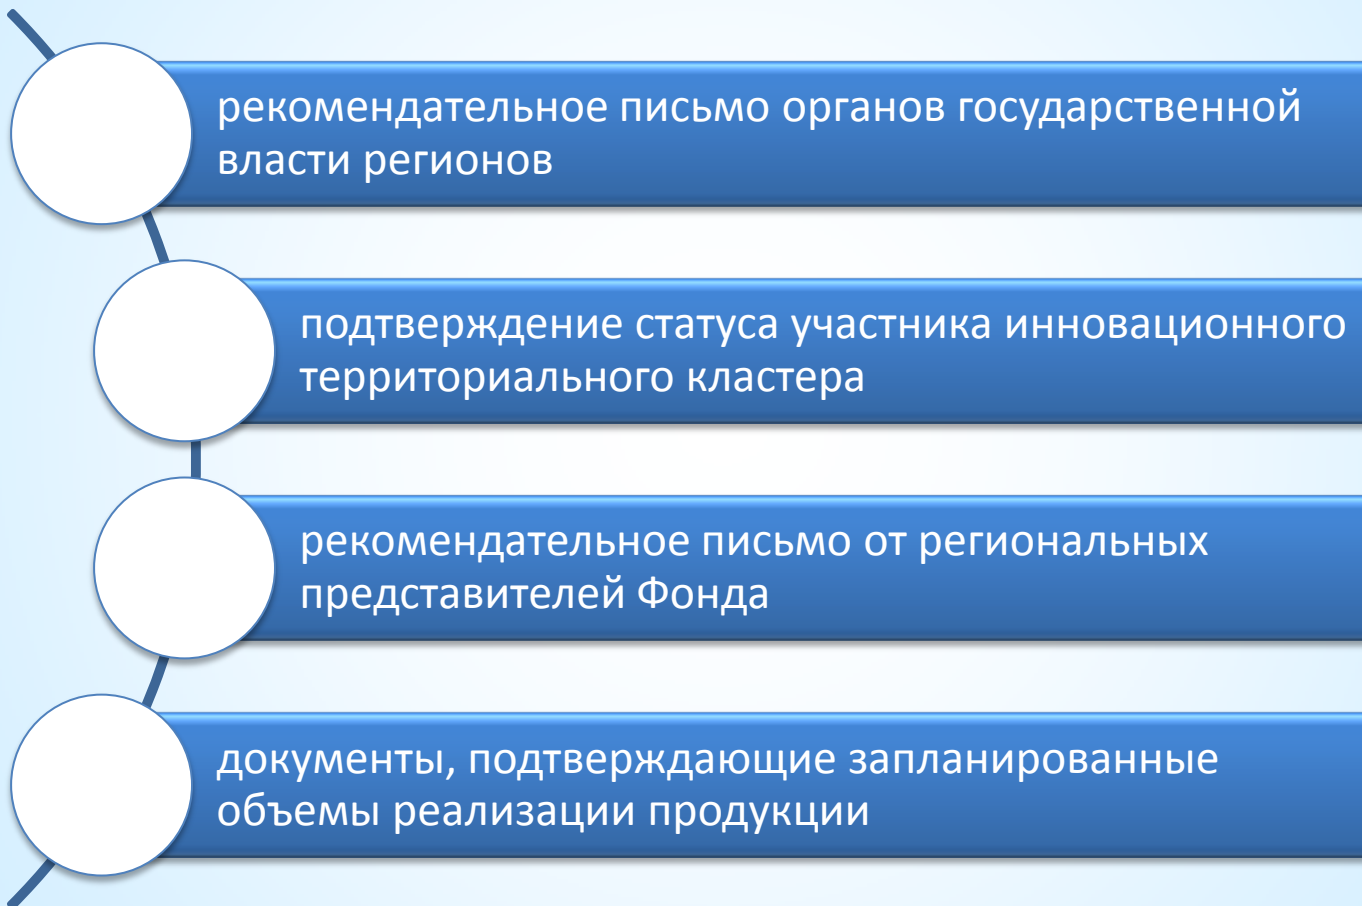 рекомендательное письмо органов государственной
власти регионов
подтверждение статуса участника инновационного
территориального кластера
рекомендательное письмо от региональных
представителей Фонда
документы, подтверждающие запланированные
объемы реализации продукции